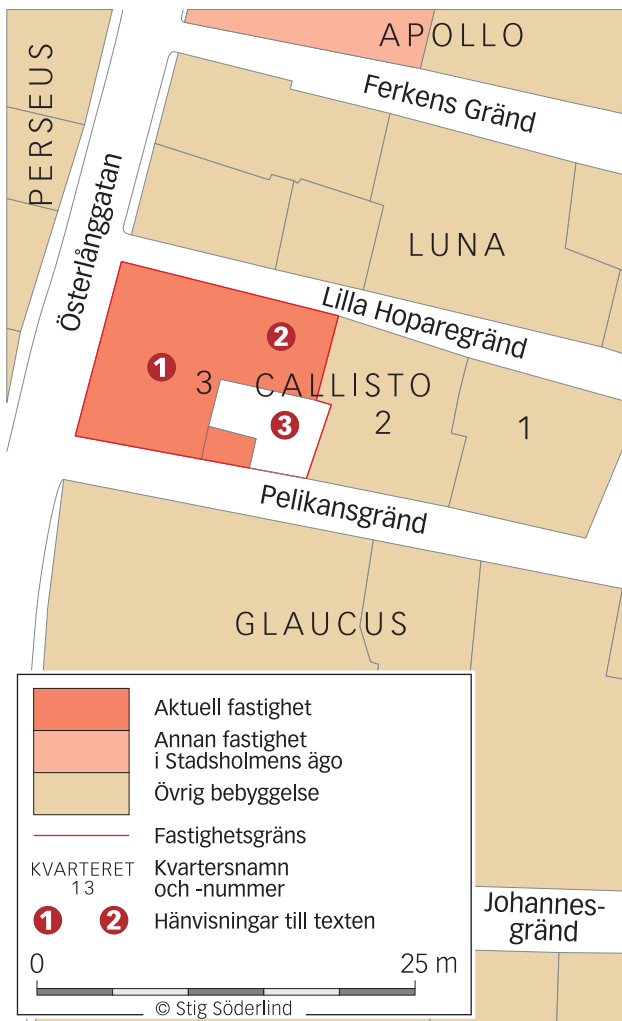 APOLLO
PERSEUS
Ferkens Gränd
Österlånggatan
LUNA
Lilla Hoparegränd
2
1
3 CALLISTO
3
2
1
Pelikansgränd
GLAUCUS
Aktuell fastighet
Annan fastighet
i Stadsholmens ägo
Övrig bebyggelse
Fastighetsgräns
KVARTERET
13
Kvartersnamn
och -nummer
1 2 Hänvisningar till texten
Johannes-
gränd
0 25 m
© Stig Söderlind